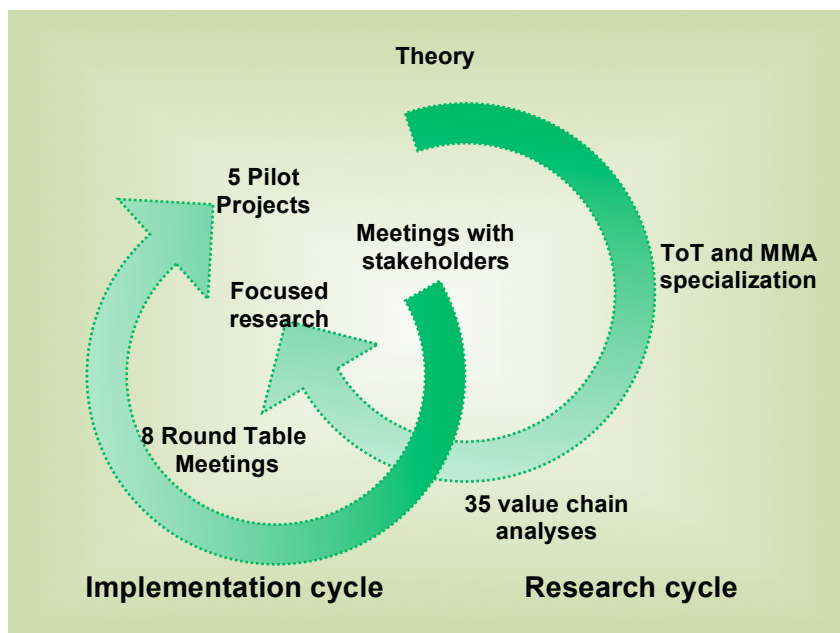 Theory
5 Pilot
Projects
Meetings with
stakeholders
ToT and MMA
specialization
Focused
research
8 Round Table
Meetings
35 value chain
analyses
Implementation cycle
Research cycle